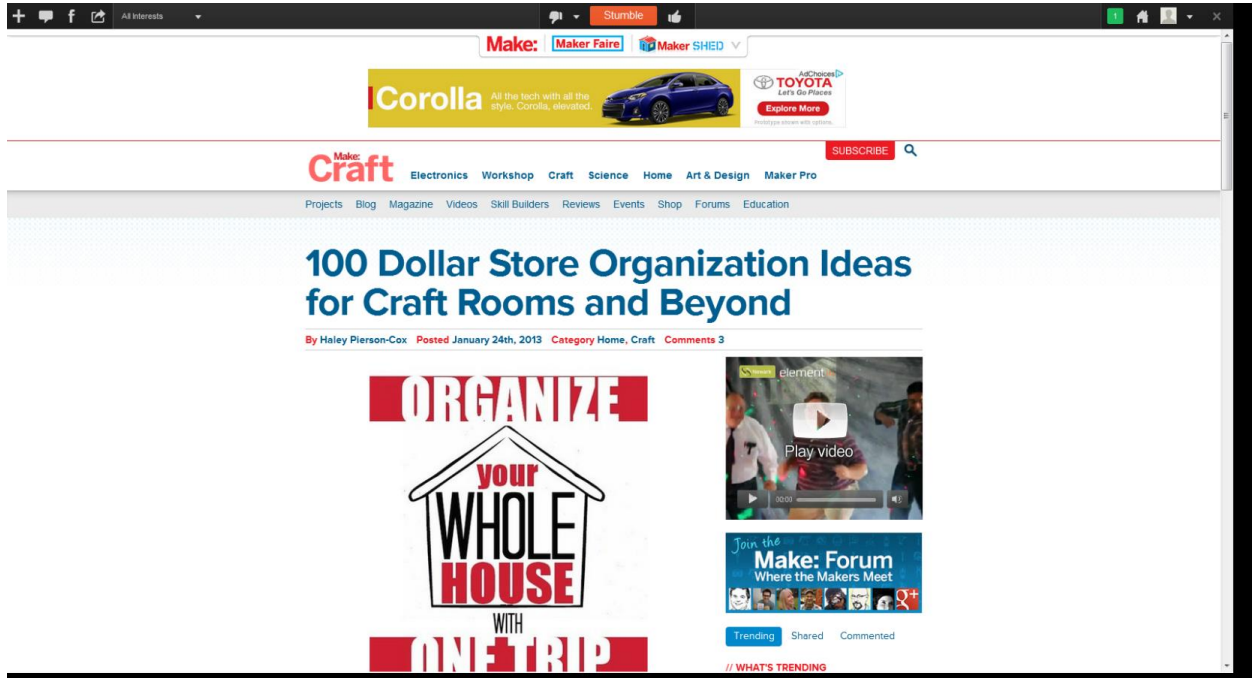 All Interests
Stumble
1
Make: Maker Faire Maker SHED
Corolla All the tech with all the
style. Corolla, elevated.
AdChoices
TOYOTA
Let's Go Places
Explore More
Prototype shown with options.
SUBSCRIBE
Make:
Craft
Electronics Workshop Craft Science Home Art & Design Maker Pro
Projects Blog Magazine Videos Skill Builders Reviews Events Shop Forums Education
100 Dollar Store Organization Ideas
for Craft Rooms and Beyond
By Haley Pierson-Cox Posted January 24th, 2013 Category Home, Craft Comments 3
ORGANIZE
your
WHOLE
HOUSE
WITH
ONE TRIP
element
Play video
00:00
Join the
Make: Forum
Where the Makers Meet
g+
Trending Shared Commented
// WHAT'S TRENDING